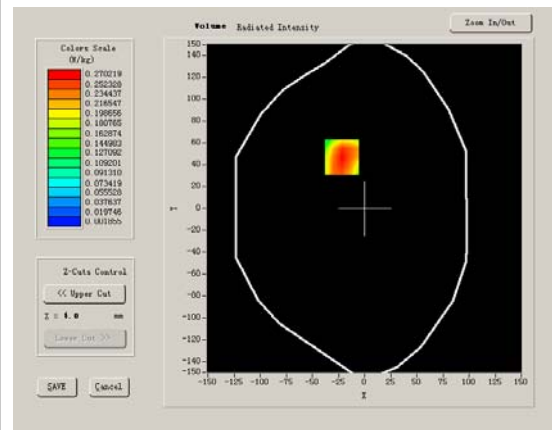 Volume Radiated Intensity
Zoom In/Out
Colors Scale
(W/kg)
0.270219
0.252328
0.234437
0.216547
0.198656
0.180765
0.162874
0.144983
0.127092
0.109201
0.091310
0.073419
0.055528
0.037637
0.019746
0.001855
150
140
120
100
80
60
40
20
0
-20
-40
-60
-80
-100
-120
-140
-150
Y
-150 -125 -100 -75 -50 -25 0 25 50 75 100 125 150
X
Z-Cuts Control
<< Upper Cut
Z = 4.0 mm
Lower Cut >>
SAVE Cancel